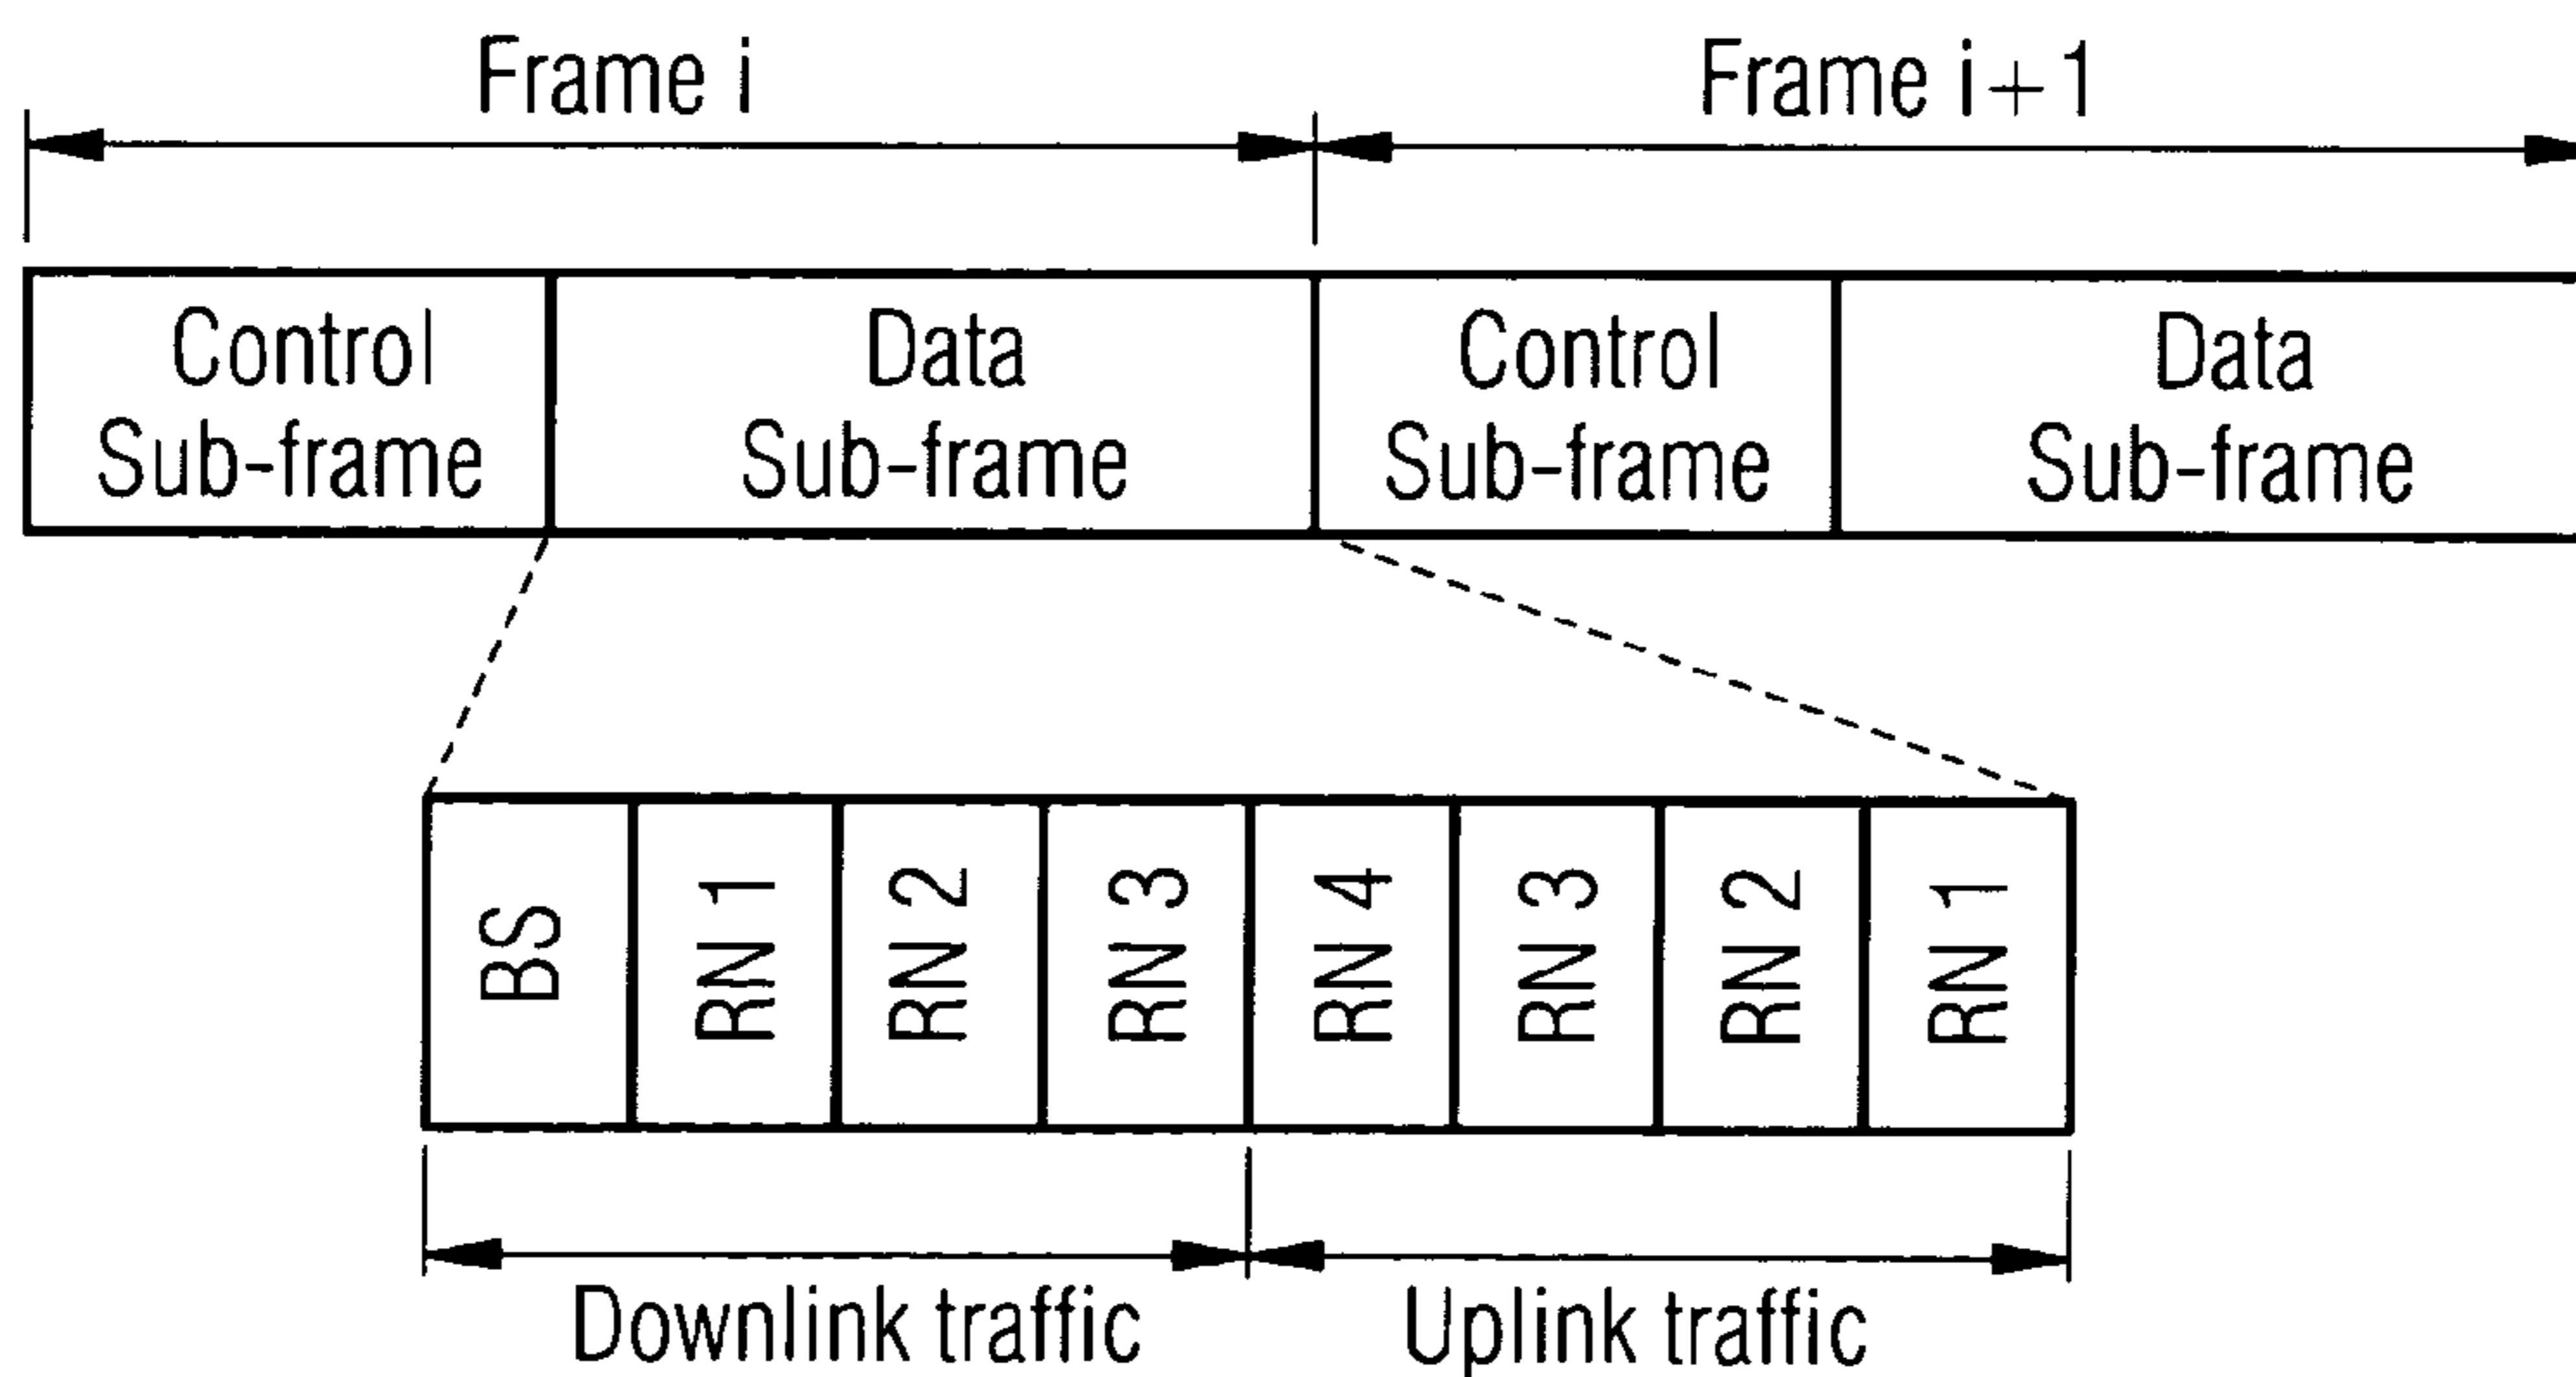 Frame i
Frame i+1
Control
Sub-frame
Data
Sub-frame
Control
Sub-frame
Data
Sub-frame
BS
RN 1
RN 2
RN 3
RN 4
RN 3
RN 2
RN 1
Downlink traffic
Uplink traffic